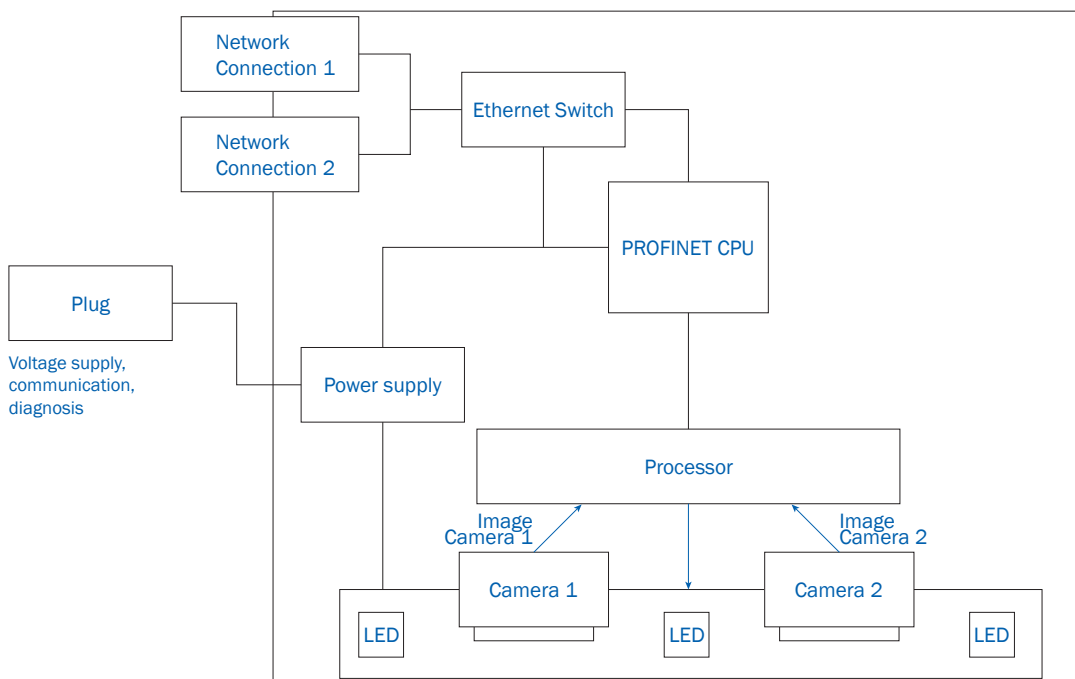 Network
Connection 1
Ethernet Switch
Network
Connection 2
PROFINET CPU
Plug
Voltage supply,
communication,
diagnosis
Power supply
Processor
Image
Camera 1
Image
Camera 2
Camera 1
Camera 2
LED
LED
LED